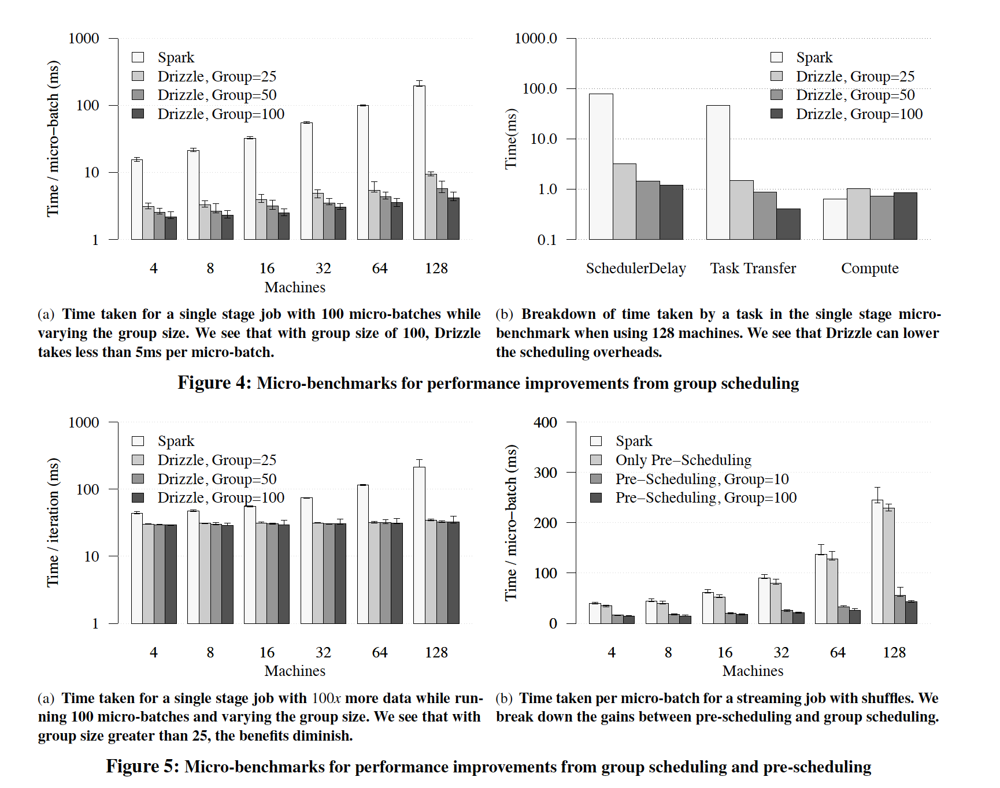 1000
100
10
1
Time / micro−batch (ms)
Spark
Drizzle, Group=25
Drizzle, Group=50
Drizzle, Group=100
4 8 16 32 64 128
Machines
1000.0
100.0
10.0
1.0
0.1
Time(ms)
Spark
Drizzle, Group=25
Drizzle, Group=50
Drizzle, Group=100
SchedulerDelay Task Transfer Compute
(a) Time taken for a single stage job with 100 micro-batches while
varying the group size. We see that with group size of 100, Drizzle
takes less than 5ms per micro-batch.
(b) Breakdown of time taken by a task in the single stage micro-
benchmark when using 128 machines. We see that Drizzle can lower
the scheduling overheads.
Figure 4: Micro-benchmarks for performance improvements from group scheduling
1000
100
10
1
Time / iteration (ms)
Spark
Drizzle, Group=25
Drizzle, Group=50
Drizzle, Group=100
4 8 16 32 64 128
Machines
400
300
200
100
0
Time / micro−batch (ms)
Spark
Only Pre−Scheduling
Pre−Scheduling, Group=10
Pre−Scheduling, Group=100
4 8 16 32 64 128
Machines
(a) Time taken for a single stage job with 100x more data while run-
ning 100 micro-batches and varying the group size. We see that with
group size greater than 25, the benefits diminish.
(b) Time taken per micro-batch for a streaming job with shuffles. We
break down the gains between pre-scheduling and group scheduling.
Figure 5: Micro-benchmarks for performance improvements from group scheduling and pre-scheduling